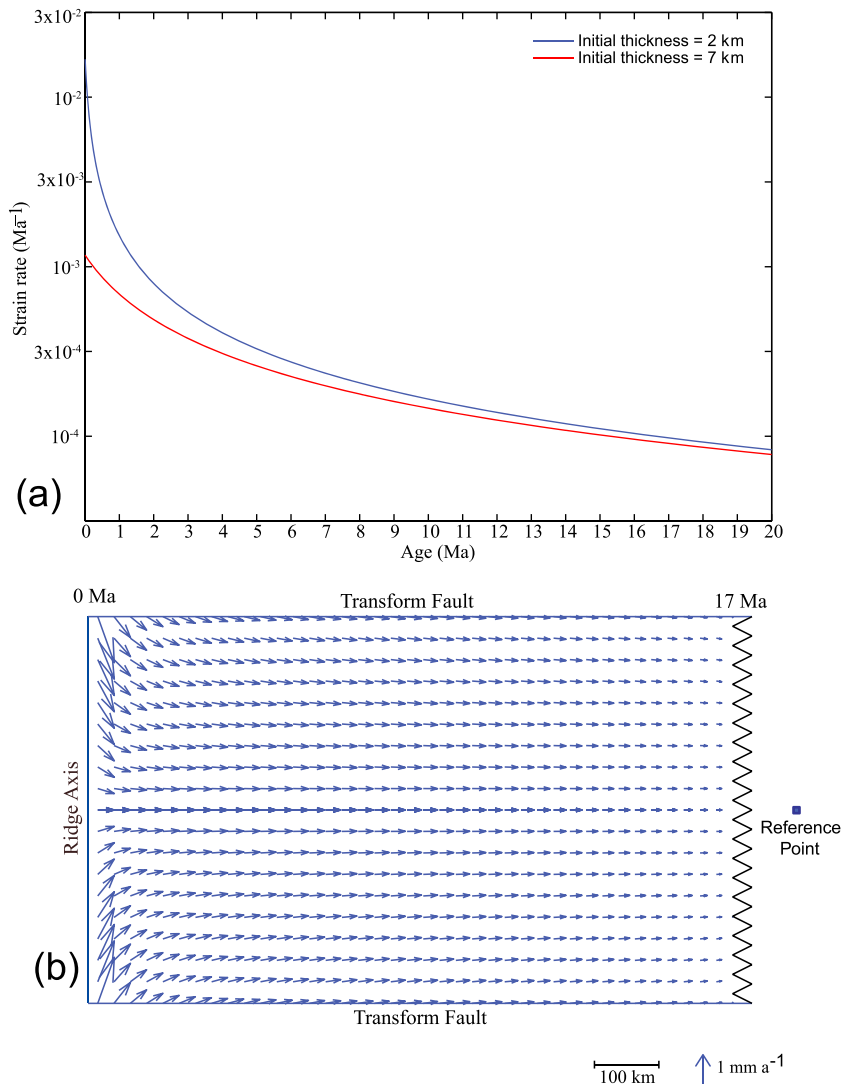 3x10-2
Initial thickness = 2 km
Initial thickness = 7 km
10-2
3x10-3
Strain rate (Ma-1)
10-3
3x10-4
10-4
(a)
0 1 2 3 4 5 6 7 8 9 10 11 12 13 14 15 16 17 18 19 20
Age (Ma)
0 Ma
Transform Fault
17 Ma
Ridge Axis
Reference
Point
(b)
Transform Fault
100 km
1 mm a-1